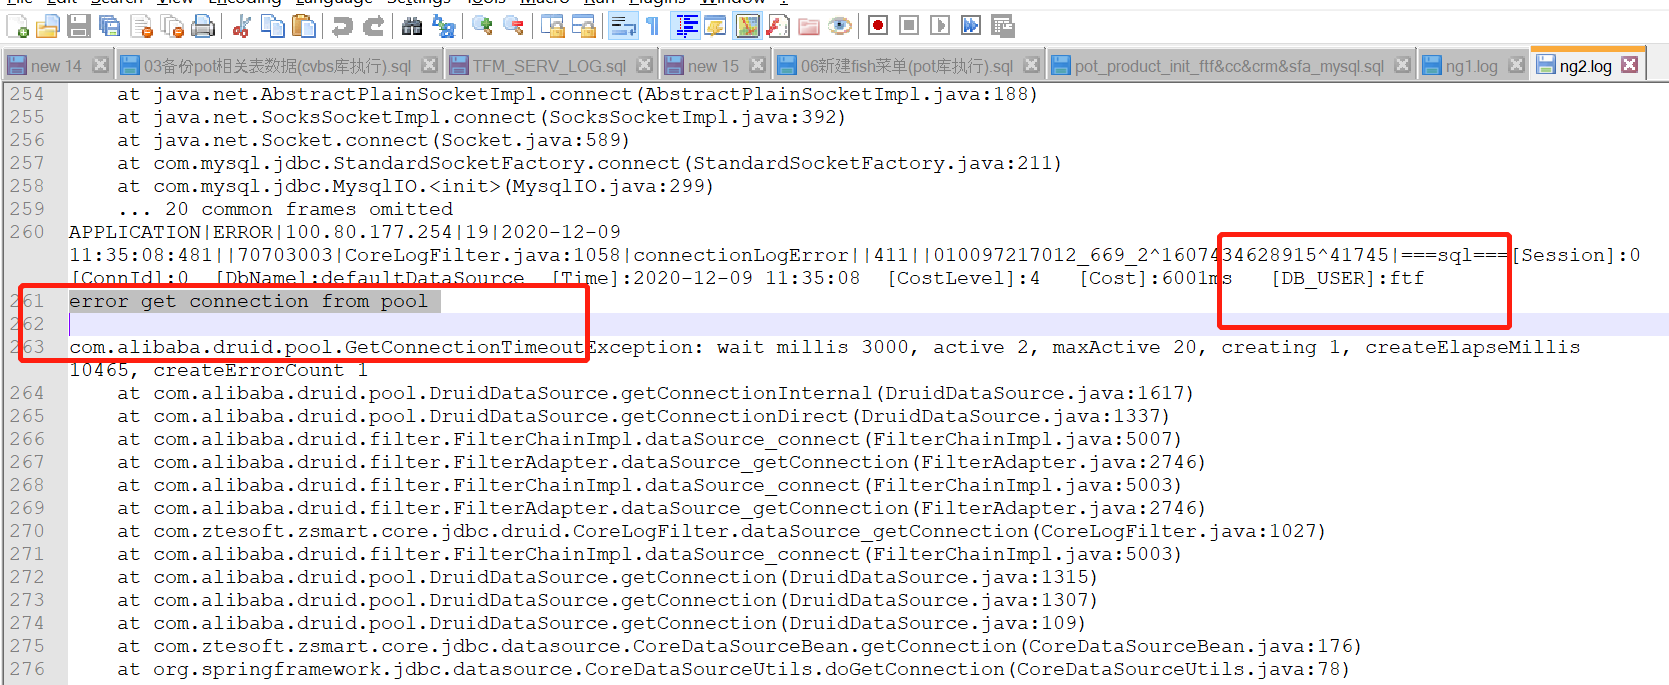 File Edit Search View Encoding Language Settings Tools Macro Run Plugins Window ?
new 14 03备份pot相关表数据(cvbs库执行).sql TFM_SERV_LOG.sql new 15 06新建fish菜单(pot库执行).sql pot_product_init_ftf&cc&crm&sfa_mysql.sql ng1.log ng2.log
254 at java.net.AbstractPlainSocketImpl.connect(AbstractPlainSocketImpl.java:188)
255 at java.net.SocksSocketImpl.connect(SocksSocketImpl.java:392)
256 at java.net.Socket.connect(Socket.java:589)
257 at com.mysql.jdbc.StandardSocketFactory.connect(StandardSocketFactory.java:211)
258 at com.mysql.jdbc.MysqlIO.<init>(MysqlIO.java:299)
259 ... 20 common frames omitted
260 APPLICATION|ERROR|100.80.177.254|19|2020-12-09
11:35:08:481||70703003|CoreLogFilter.java:1058|connectionLogError||411||010097217012_669_2^1607434628915^41745|===sql===[Session]:0
[ConnId]:0 [DbName]:defaultDataSource [Time]:2020-12-09 11:35:08 [CostLevel]:4 [Cost]:6001ms [DB_USER]:ftf
261 error get connection from pool
262
263 com.alibaba.druid.pool.GetConnectionTimeoutException: wait millis 3000, active 2, maxActive 20, creating 1, createElapseMillis
10465, createErrorCount 1
264 at com.alibaba.druid.pool.DruidDataSource.getConnectionInternal(DruidDataSource.java:1617)
265 at com.alibaba.druid.pool.DruidDataSource.getConnectionDirect(DruidDataSource.java:1337)
266 at com.alibaba.druid.filter.FilterChainImpl.dataSource_connect(FilterChainImpl.java:5007)
267 at com.alibaba.druid.filter.FilterAdapter.dataSource_getConnection(FilterAdapter.java:2746)
268 at com.alibaba.druid.filter.FilterChainImpl.dataSource_connect(FilterChainImpl.java:5003)
269 at com.alibaba.druid.filter.FilterAdapter.dataSource_getConnection(FilterAdapter.java:2746)
270 at com.ztesoft.zsmart.core.jdbc.druid.CoreLogFilter.dataSource_getConnection(CoreLogFilter.java:1027)
271 at com.alibaba.druid.filter.FilterChainImpl.dataSource_connect(FilterChainImpl.java:5003)
272 at com.alibaba.druid.pool.DruidDataSource.getConnection(DruidDataSource.java:1315)
273 at com.alibaba.druid.pool.DruidDataSource.getConnection(DruidDataSource.java:1307)
274 at com.alibaba.druid.pool.DruidDataSource.getConnection(DruidDataSource.java:109)
275 at com.ztesoft.zsmart.core.jdbc.datasource.CoreDataSourceBean.getConnection(CoreDataSourceBean.java:176)
276 at org.springframework.jdbc.datasource.CoreDataSourceUtils.doGetConnection(CoreDataSourceUtils.java:78)